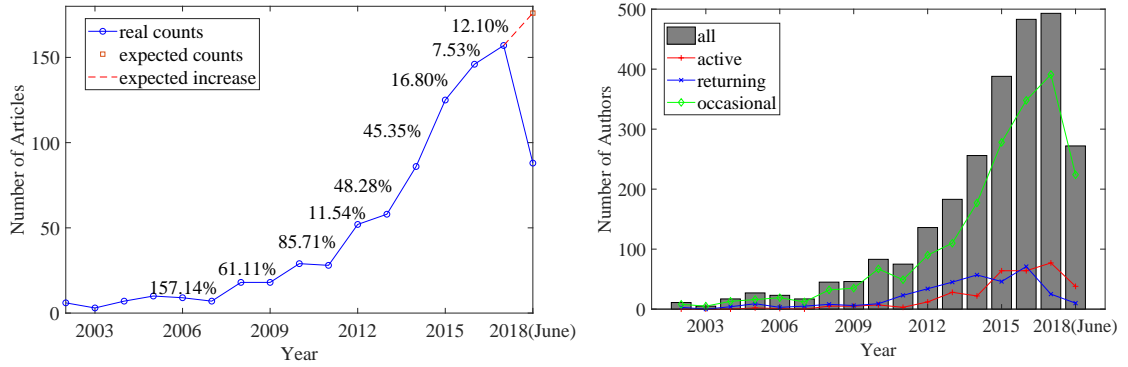 150
100
50
0
Number of Articles
real counts
expected counts
expected increase
157.14%
61.11%
85.71%
11.54%
48.28%
45.35%
16.80%
7.53%
12.10%
2003
2006
2009
2012
2015
2018(June)
Year
500
400
300
200
100
0
Number of Authors
all
active
returning
occasional
2003
2006
2009
2012
2015
2018(June)
Year